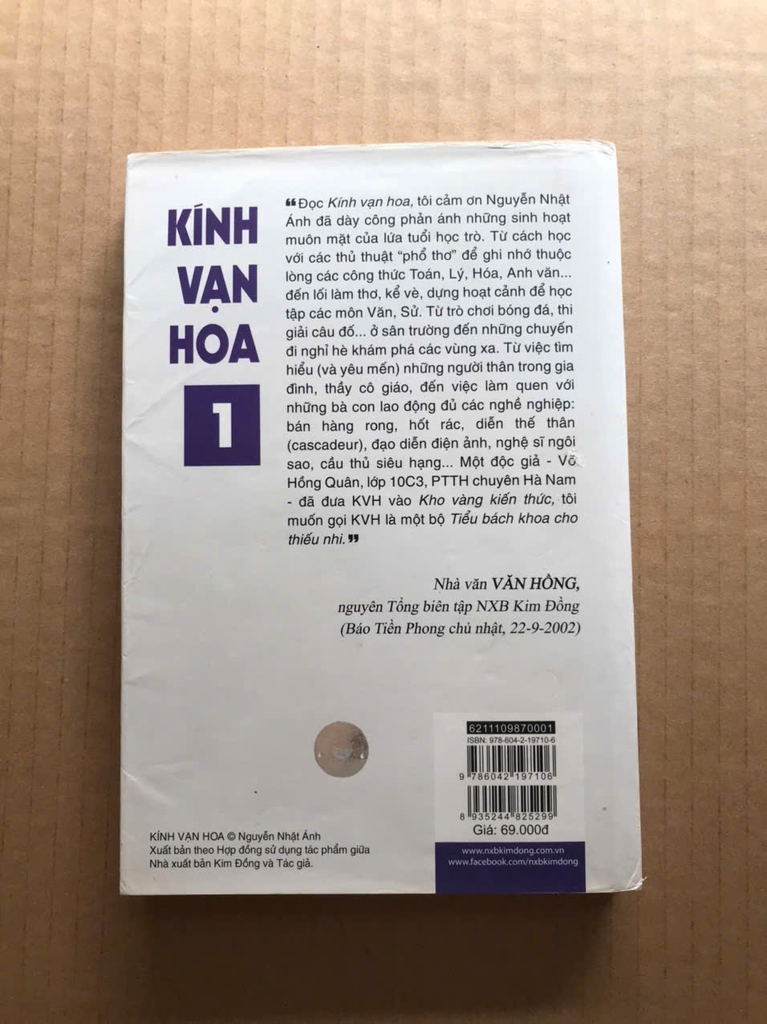 KÍNH
VẠN
HOA
1
❝Đọc Kính vạn hoa, tôi cảm ơn Nguyễn Nhật
Ánh đã dày công phản ánh những sinh hoạt
muôn mặt của lứa tuổi học trò. Từ cách học
với các thủ thuật “phổ thơ” để ghi nhớ thuộc
lòng các công thức Toán, Lý, Hóa, Anh văn...
đến lối làm thơ, kể vè, dựng hoạt cảnh để học
tập các môn Văn, Sử. Từ trò chơi bóng đá, thi
giải câu đố... ở sân trường đến những chuyến
đi nghỉ hè khám phá các vùng xa. Từ việc tìm
hiểu (và yêu mến) những người thân trong gia
đình, thầy cô giáo, đến việc làm quen với
những bà con lao động đủ các nghề nghiệp:
bán hàng rong, hốt rác, diễn thế thân
(cascadeur), đạo diễn điện ảnh, nghệ sĩ ngôi
sao, cầu thủ siêu hạng... Một độc giả - Võ
Hồng Quân, lớp 10C3, PTTH chuyên Hà Nam
- đã đưa KVH vào Kho vàng kiến thức, tôi
muốn gọi KVH là một bộ Tiểu bách khoa cho
thiếu nhi.❞
Nhà văn VĂN HỒNG,
nguyên Tổng biên tập NXB Kim Đồng
(Báo Tiền Phong chủ nhật, 22-9-2002)
6211109870001
ISBN: 978-604-2-19710-6
9 786042 197106
8 935244 825299
Giá: 69.000đ
www.nxbkimdong.com.vn
www.facebook.com/nxbkimdong
KÍNH VẠN HOA © Nguyễn Nhật Ánh
Xuất bản theo Hợp đồng sử dụng tác phẩm giữa
Nhà xuất bản Kim Đồng và Tác giả.